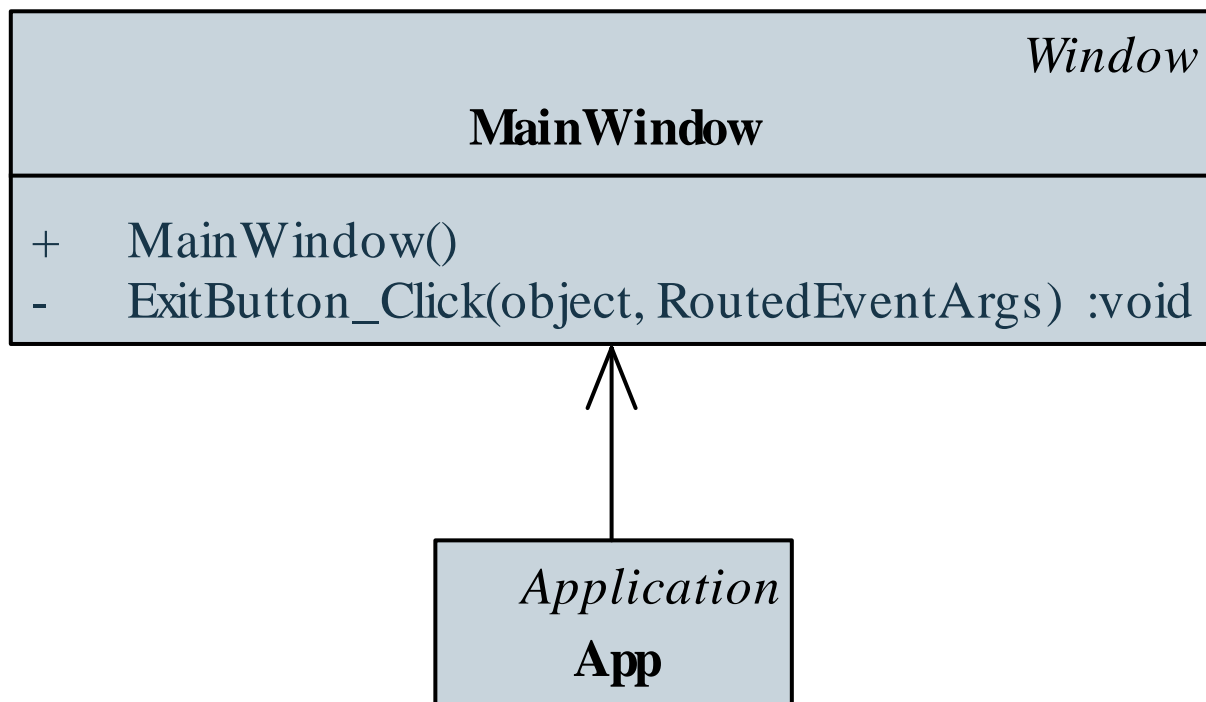 Window
MainWindow
+ MainWindow()
- ExitButton_Click(object, RoutedEventArgs) :void
Application
App